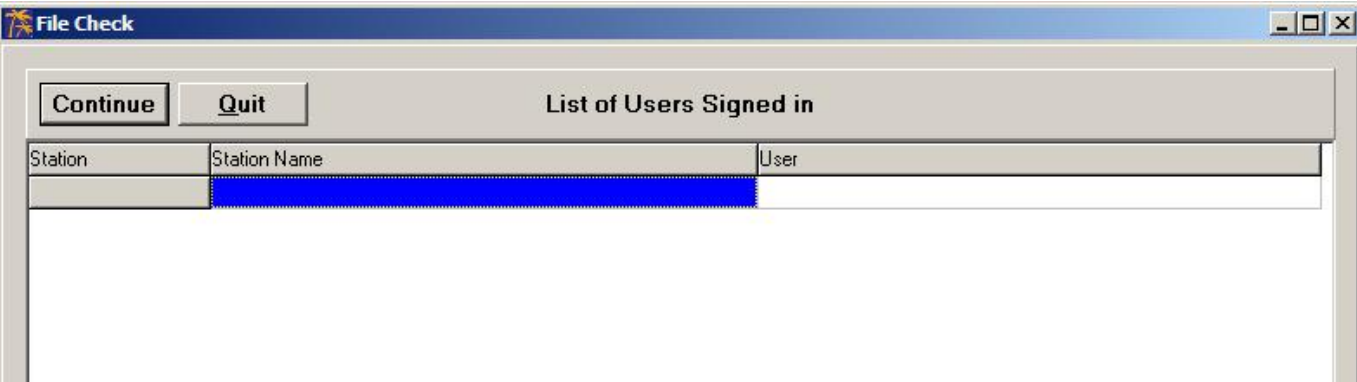 File Check
Continue Quit List of Users Signed in
Station Station Name User